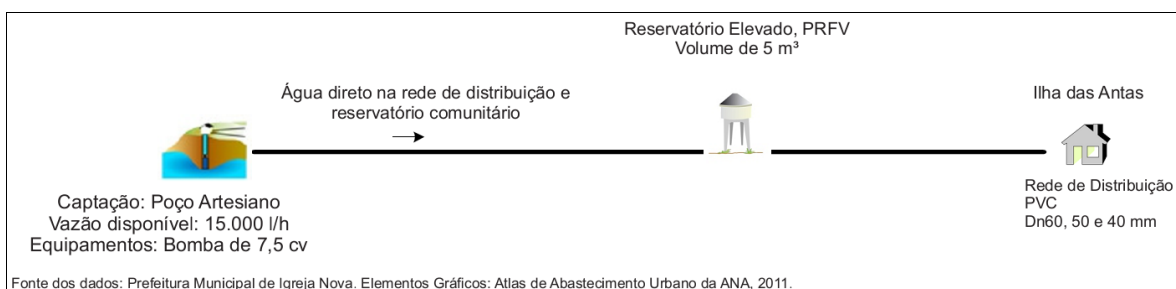 Reservatório Elevado, PRFV
Volume de 5 m³
Água direto na rede de distribuição e
reservatório comunitário
Ilha das Antas
Captação: Poço Artesiano
Vazão disponível: 15.000 l/h
Equipamentos: Bomba de 7,5 cv
Rede de Distribuição
PVC
Dn60, 50 e 40 mm
Fonte dos dados: Prefeitura Municipal de Igreja Nova. Elementos Gráficos: Atlas de Abastecimento Urbano da ANA, 2011.